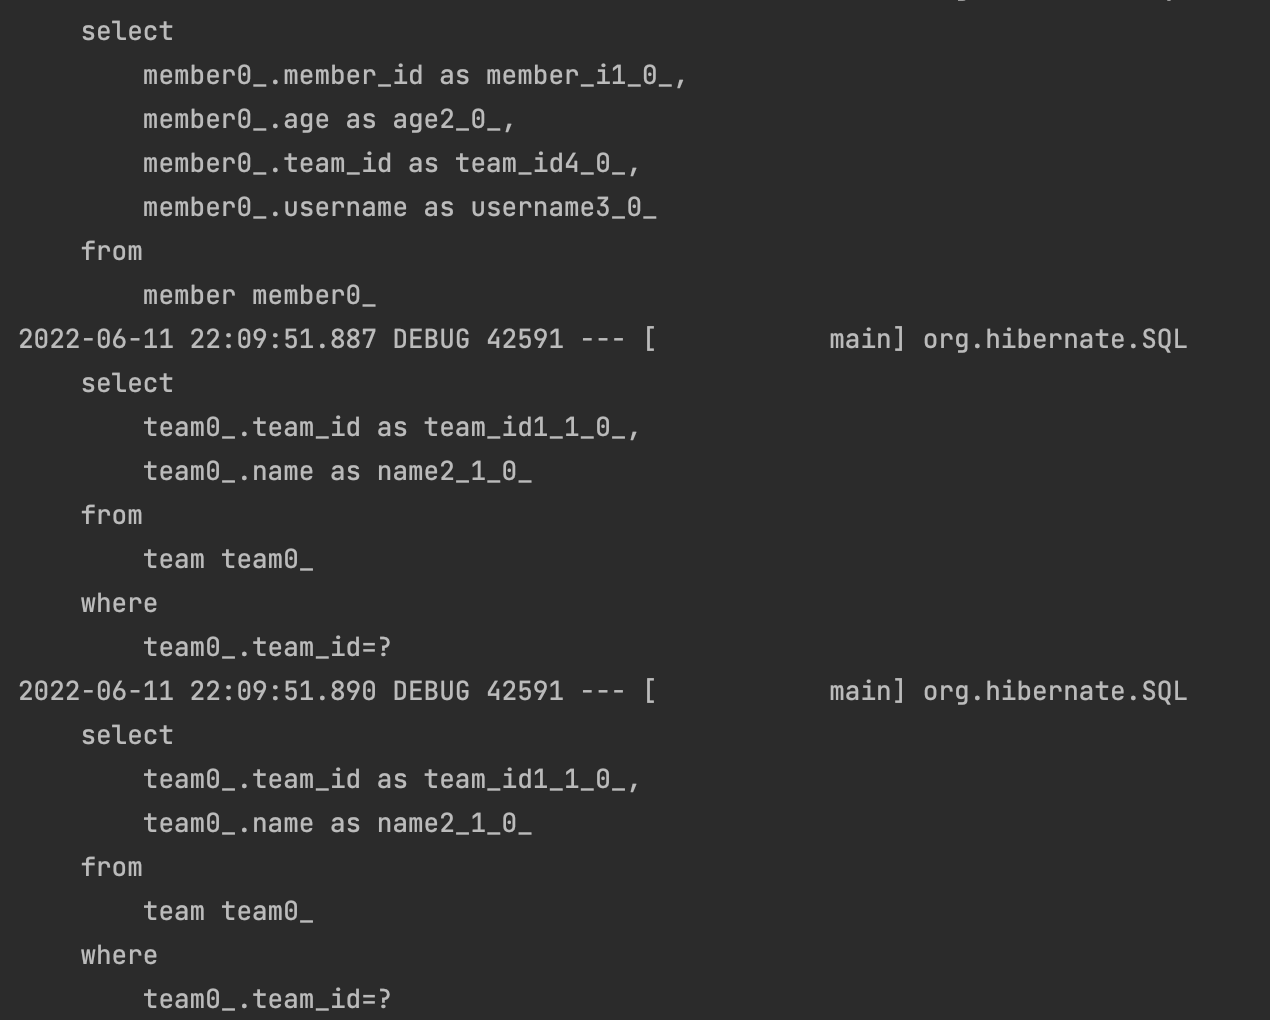 select
member0_.member_id as member_i1_0_,
member0_.age as age2_0_,
member0_.team_id as team_id4_0_,
member0_.username as username3_0_
from
member member0_
2022-06-11 22:09:51.887 DEBUG 42591 --- [           main] org.hibernate.SQL
select
team0_.team_id as team_id1_1_0_,
team0_.name as name2_1_0_
from
team team0_
where
team0_.team_id=?
2022-06-11 22:09:51.890 DEBUG 42591 --- [           main] org.hibernate.SQL
select
team0_.team_id as team_id1_1_0_,
team0_.name as name2_1_0_
from
team team0_
where
team0_.team_id=?